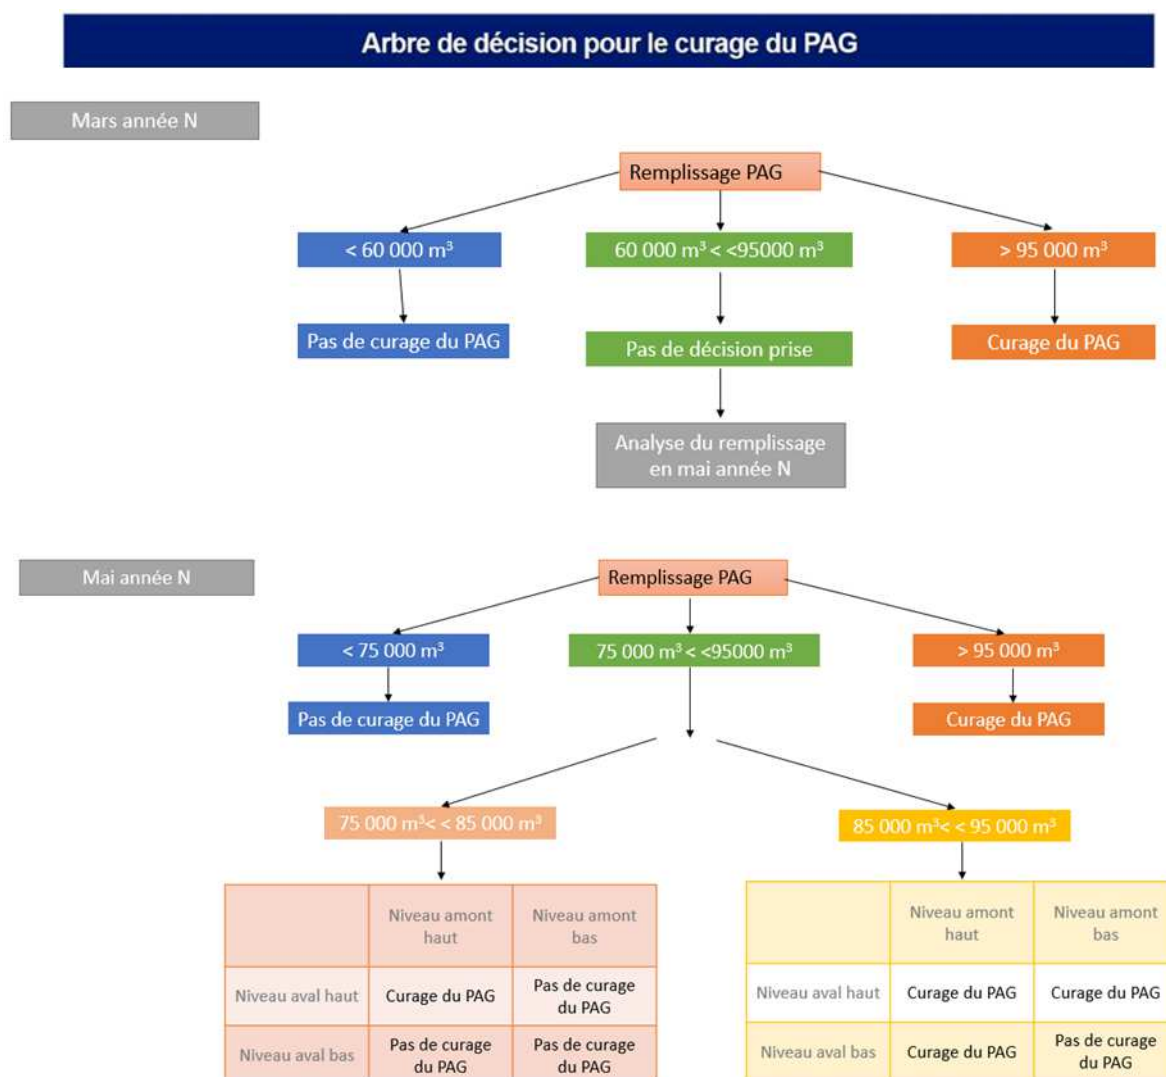 Arbre de décision pour le curage du PAG
Mars année N
Remplissage PAG
< 60 000 m³
60 000 m³ < <95000 m³
> 95 000 m³
Pas de curage du PAG
Pas de décision prise
Curage du PAG
Analyse du remplissage
en mai année N
Mai année N
Remplissage PAG
< 75 000 m³
75 000 m³ < <95000 m³
> 95 000 m³
Pas de curage du PAG
Curage du PAG
75 000 m³< < 85 000 m³
85 000 m³< < 95 000 m³
Niveau amont
haut
Niveau amont
bas
Niveau aval haut
Curage du PAG
Pas de curage
du PAG
Niveau aval bas
Pas de curage
du PAG
Pas de curage
du PAG
Niveau amont
haut
Niveau amont
bas
Niveau aval haut
Curage du PAG
Curage du PAG
Niveau aval bas
Curage du PAG
Pas de curage
du PAG